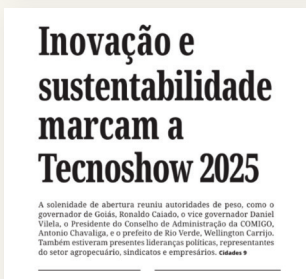 Inovação e
sustentabilidade
marcam a
Tecnoshow 2025
A solenidade de abertura reuniu autoridades de peso, como o
governador de Goiás, Ronaldo Caiado, o vice governador Daniel
Vilela, o Presidente do Conselho de Administração da COMIGO,
Antonio Chavaliga, e o prefeito de Rio Verde, Wellington Carrijo.
Também estiveram presentes lideranças políticas, representantes
do setor agropecuário, sindicatos e empresários. Cidades 9